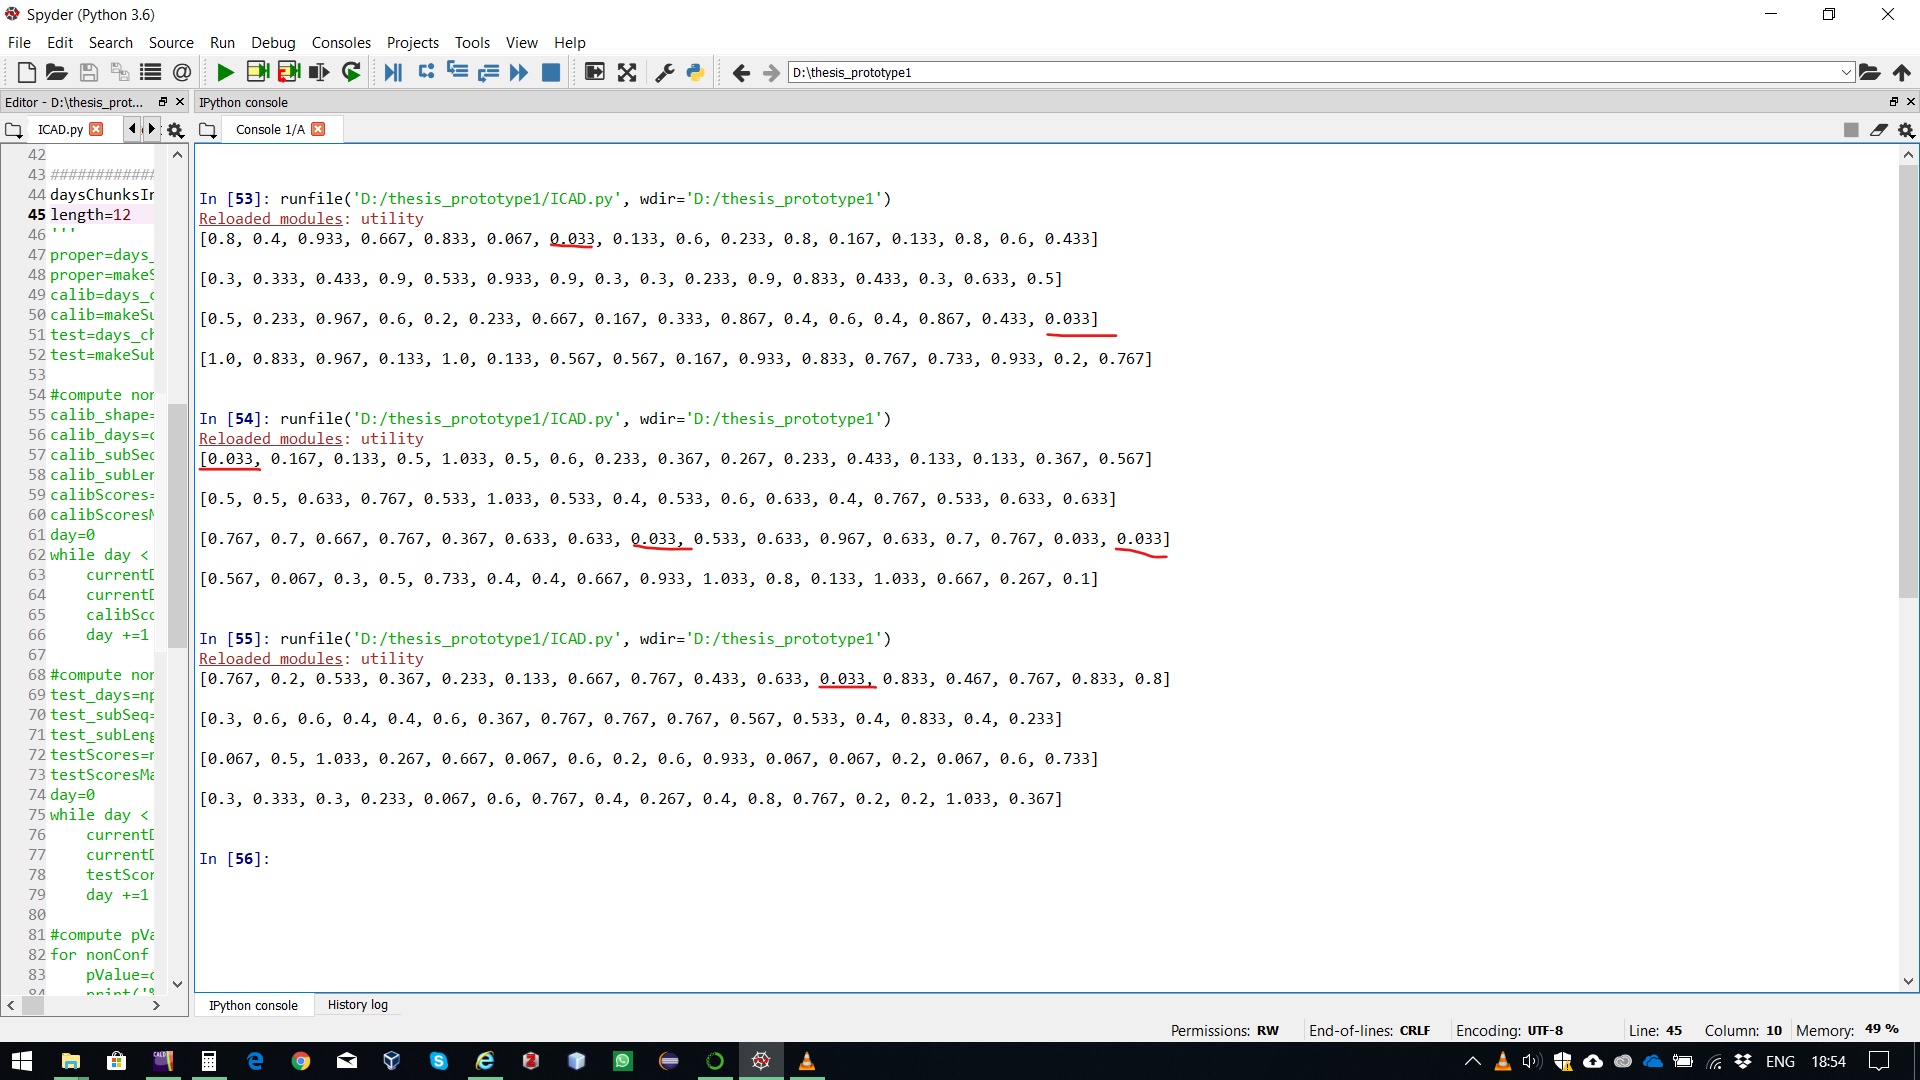 Spyder (Python 3.6)
File Edit Search Source Run Debug Consoles Projects Tools View Help
D:\thesis_prototype1
Editor - D:\thesis_prot...
IPython console
ICAD.py
Console 1/A
42
43 ############
44 daysChunksIn
45 length=12
46 '''
47 proper=days_
48 proper=makeS
49 calib=days_c
50 calib=makeSu
51 test=days_ch
52 test=makeSub
53
54 #compute non
55 calib_shape=
56 calib_days=c
57 calib_subSec
58 calib_subLen
59 calibScores=
60 calibScoresM
61 day=0
62 while day <
63 currentD
64 currentD
65 calibSco
66 day +=1
67
68 #compute non
69 test_days=np
70 test_subSeq=
71 test_subLeng
72 testScores=n
73 testScoresMa
74 day=0
75 while day <
76 currentD
77 currentD
78 testScor
79 day +=1
80
81 #compute pVa
82 for nonConf
83 pValue=c
84 print('%
In [53]: runfile('D:/thesis_prototype1/ICAD.py', wdir='D:/thesis_prototype1')
Reloaded modules: utility
[0.8, 0.4, 0.933, 0.667, 0.833, 0.067, 0.033, 0.133, 0.6, 0.233, 0.8, 0.167, 0.133, 0.8, 0.6, 0.433]
[0.3, 0.333, 0.433, 0.9, 0.533, 0.933, 0.9, 0.3, 0.3, 0.233, 0.9, 0.833, 0.433, 0.3, 0.633, 0.5]
[0.5, 0.233, 0.967, 0.6, 0.2, 0.233, 0.667, 0.167, 0.333, 0.867, 0.4, 0.6, 0.4, 0.867, 0.433, 0.033]
[1.0, 0.833, 0.967, 0.133, 1.0, 0.133, 0.567, 0.567, 0.167, 0.933, 0.833, 0.767, 0.733, 0.933, 0.2, 0.767]
In [54]: runfile('D:/thesis_prototype1/ICAD.py', wdir='D:/thesis_prototype1')
Reloaded modules: utility
[0.033, 0.167, 0.133, 0.5, 1.033, 0.5, 0.6, 0.233, 0.367, 0.267, 0.233, 0.433, 0.133, 0.133, 0.367, 0.567]
[0.5, 0.5, 0.633, 0.767, 0.533, 1.033, 0.533, 0.4, 0.533, 0.6, 0.633, 0.4, 0.767, 0.533, 0.633, 0.633]
[0.767, 0.7, 0.667, 0.767, 0.367, 0.633, 0.633, 0.033, 0.533, 0.633, 0.967, 0.633, 0.7, 0.767, 0.033, 0.033]
[0.567, 0.067, 0.3, 0.5, 0.733, 0.4, 0.4, 0.667, 0.933, 1.033, 0.8, 0.133, 1.033, 0.667, 0.267, 0.1]
In [55]: runfile('D:/thesis_prototype1/ICAD.py', wdir='D:/thesis_prototype1')
Reloaded modules: utility
[0.767, 0.2, 0.533, 0.367, 0.233, 0.133, 0.667, 0.767, 0.433, 0.633, 0.033, 0.833, 0.467, 0.767, 0.833, 0.8]
[0.3, 0.6, 0.6, 0.4, 0.4, 0.6, 0.367, 0.767, 0.767, 0.767, 0.567, 0.533, 0.4, 0.833, 0.4, 0.233]
[0.067, 0.5, 1.033, 0.267, 0.667, 0.067, 0.6, 0.2, 0.6, 0.933, 0.067, 0.067, 0.2, 0.067, 0.6, 0.733]
[0.3, 0.333, 0.3, 0.233, 0.067, 0.6, 0.767, 0.4, 0.267, 0.4, 0.8, 0.767, 0.2, 0.2, 1.033, 0.367]
In [56]:
IPython console History log
Permissions: RW End-of-lines: CRLF Encoding: UTF-8 Line: 45 Column: 10 Memory: 49 %
ENG 18:54